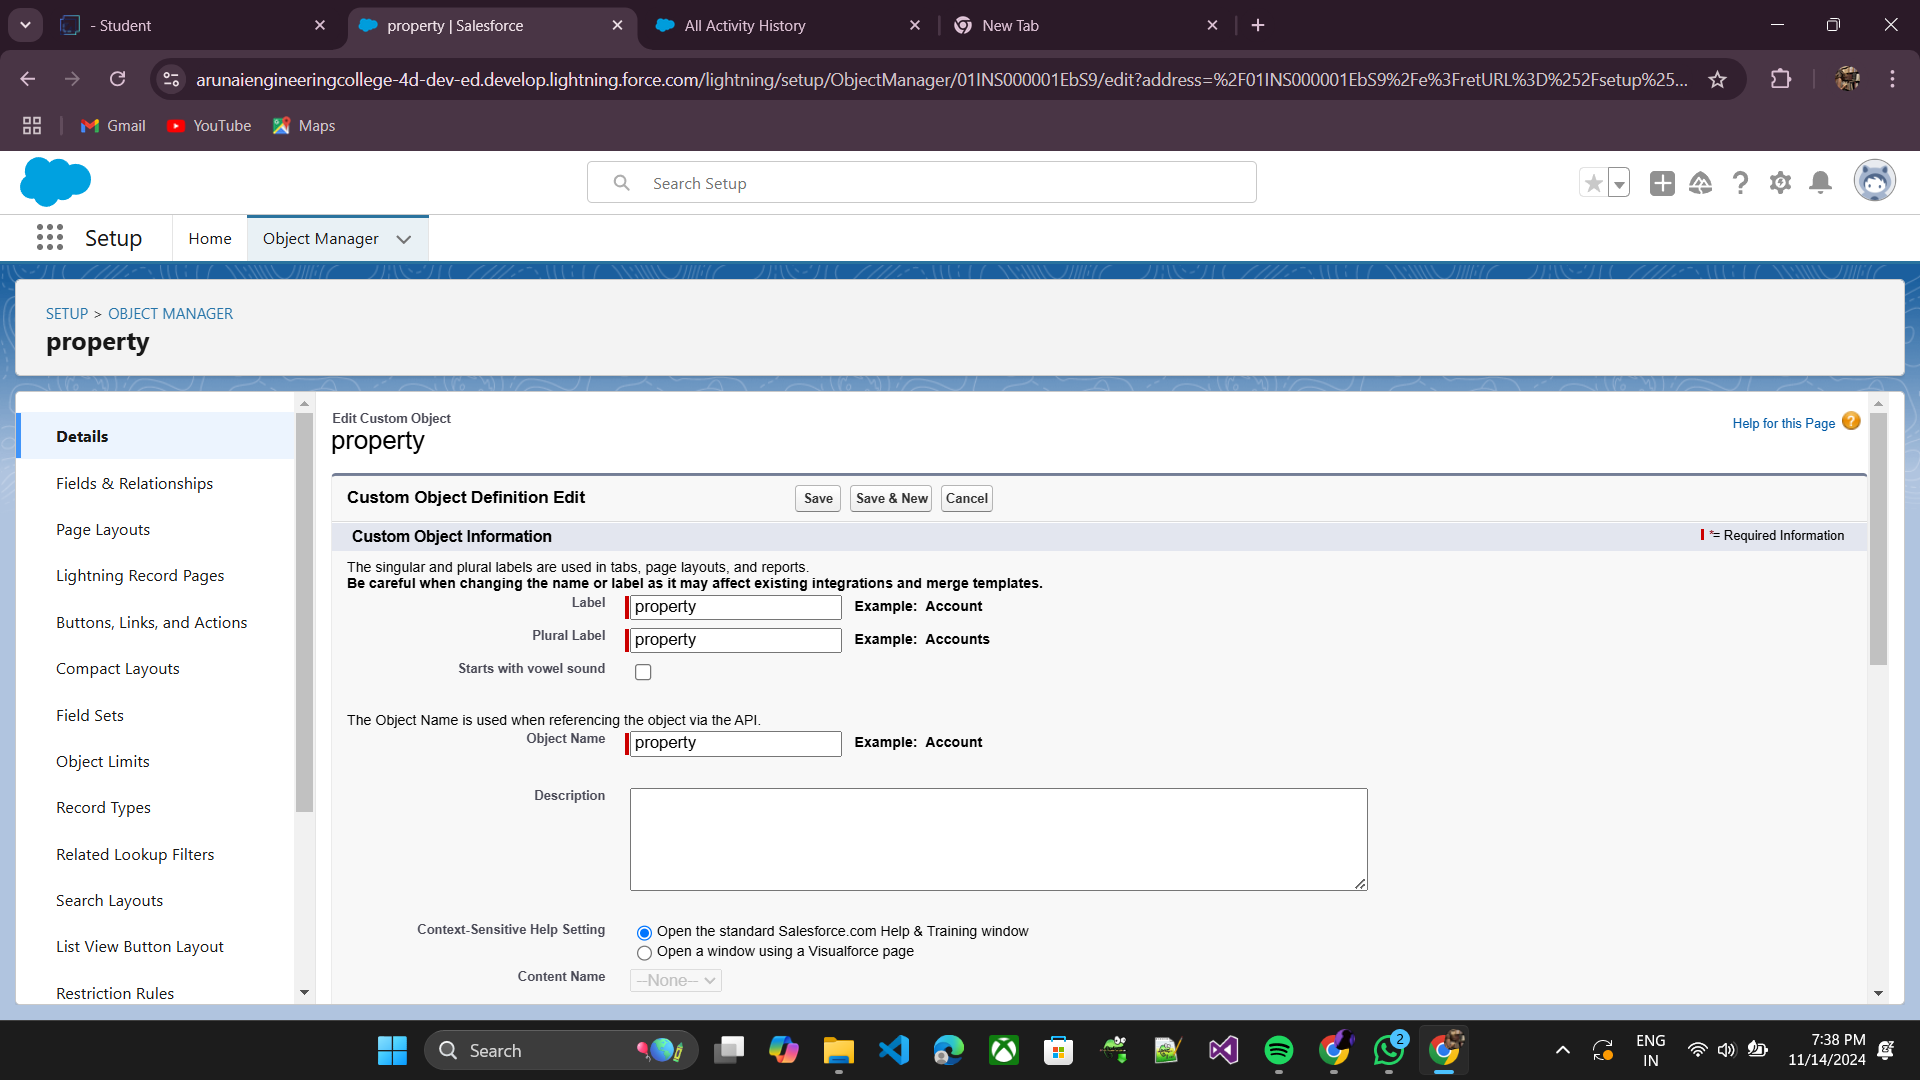 - Student
property | Salesforce
All Activity History
New Tab
arunaiengineeringcollege-4d-dev-ed.develop.lightning.force.com/lightning/setup/ObjectManager/01INS000001EbS9/edit?address=%2F01INS000001EbS9%2Fe%3FretURL%3D%252Fsetup%25...
Gmail
YouTube
Maps
Search Setup
Setup
Home
Object Manager
SETUP > OBJECT MANAGER
property
Details
Fields & Relationships
Page Layouts
Lightning Record Pages
Buttons, Links, and Actions
Compact Layouts
Field Sets
Object Limits
Record Types
Related Lookup Filters
Search Layouts
List View Button Layout
Restriction Rules
Edit Custom Object
property
Help for this Page
Custom Object Definition Edit
Save
Save & New
Cancel
Custom Object Information
*= Required Information
The singular and plural labels are used in tabs, page layouts, and reports.
Be careful when changing the name or label as it may affect existing integrations and merge templates.
Label property Example: Account
Plural Label property Example: Accounts
Starts with vowel sound
The Object Name is used when referencing the object via the API.
Object Name property Example: Account
Description
Context-Sensitive Help Setting Open the standard Salesforce.com Help & Training window
Open a window using a Visualforce page
Content Name --None--
Search
2
ENG
IN
7:38 PM
11/14/2024